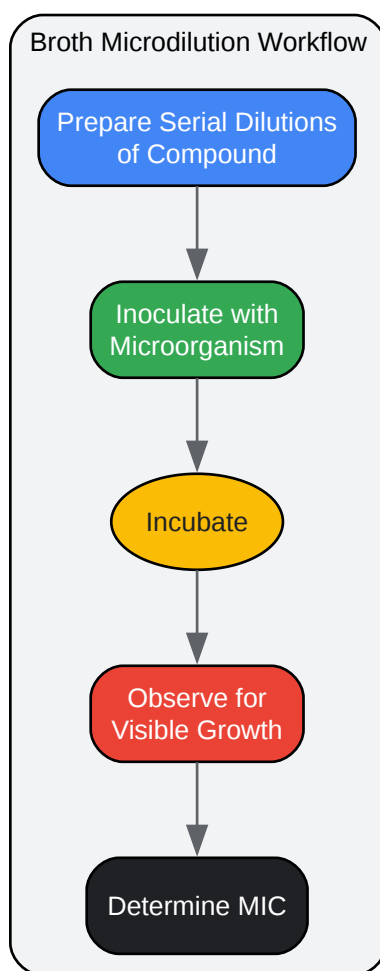 Broth Microdilution Workflow
Prepare Serial Dilutions
of Compound
Inoculate with
Microorganism
Incubate
Observe for
Visible Growth
Determine MIC